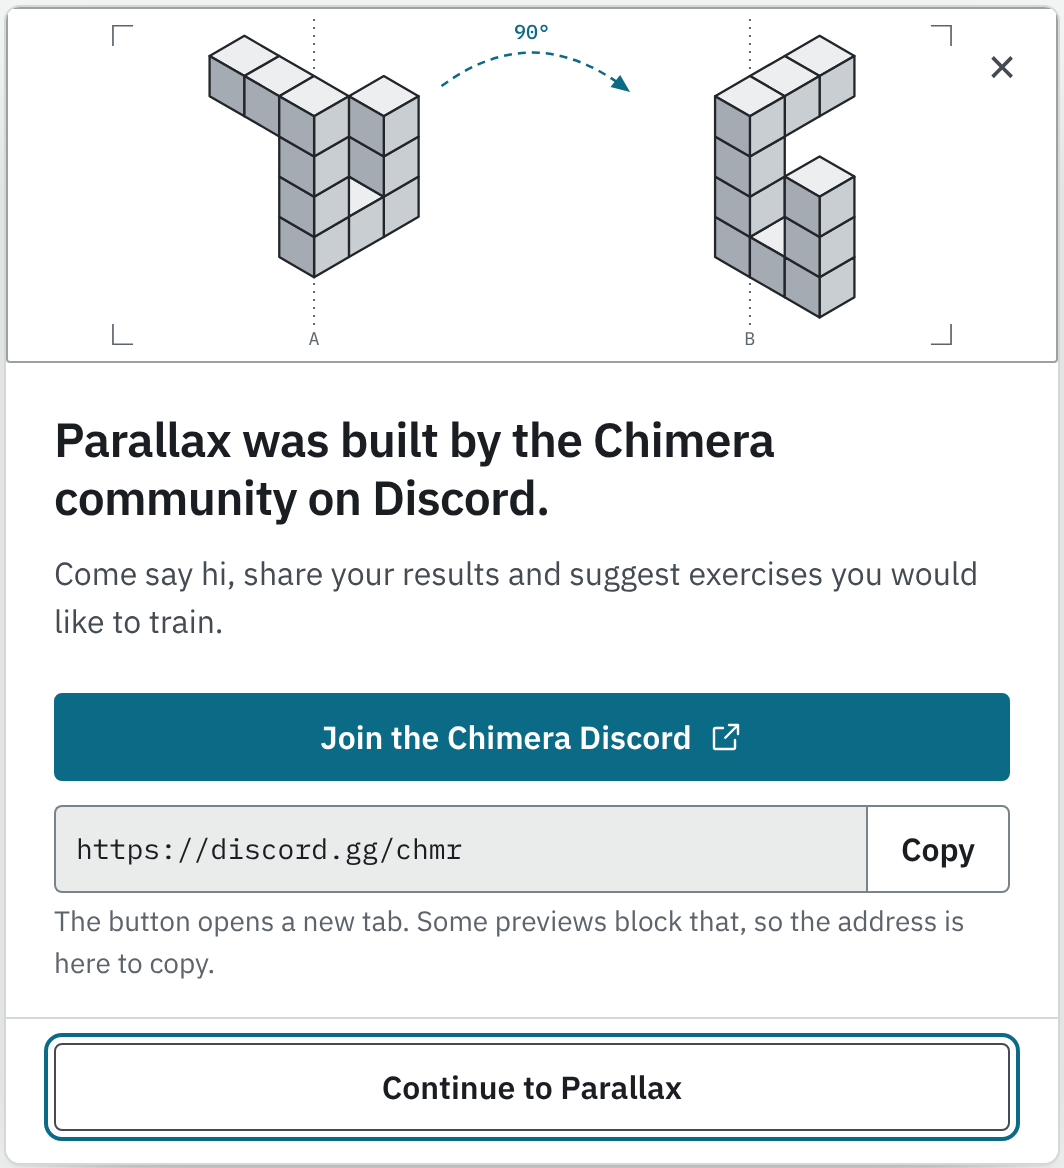 90°
A
B
Parallax was built by the Chimera
community on Discord.
Come say hi, share your results and suggest exercises you would
like to train.
Join the Chimera Discord
https://discord.gg/chmr
Copy
The button opens a new tab. Some previews block that, so the address is
here to copy.
Continue to Parallax